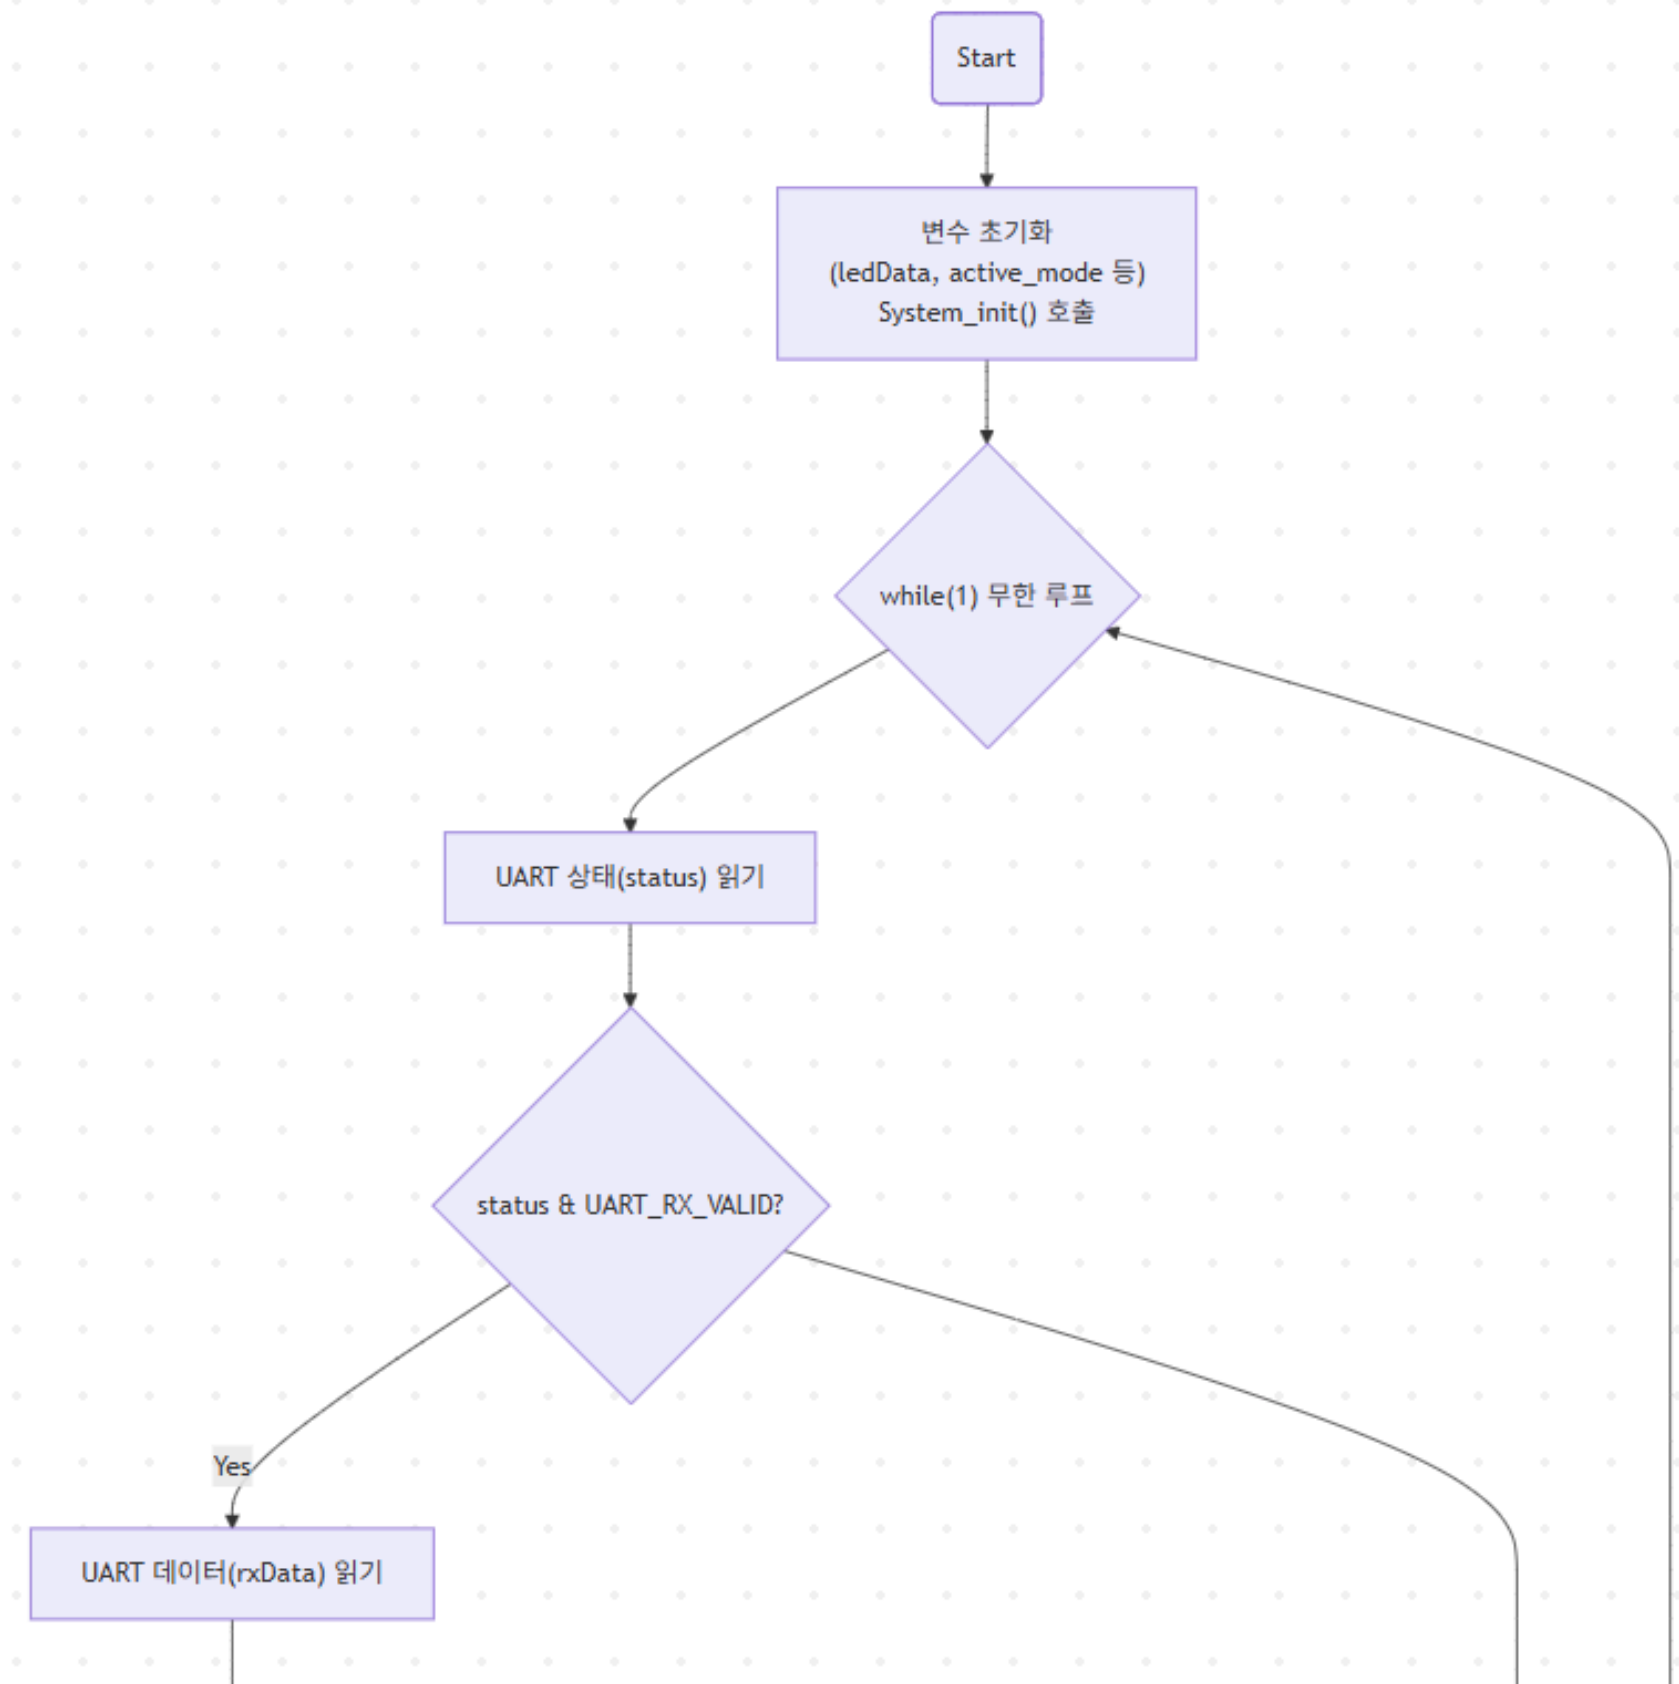 Start
변수 초기화
(ledData, active_mode 등)
System_init() 호출
while(1) 무한 루프
UART 상태(status) 읽기
status & UART_RX_VALID?
Yes
UART 데이터(rxData) 읽기